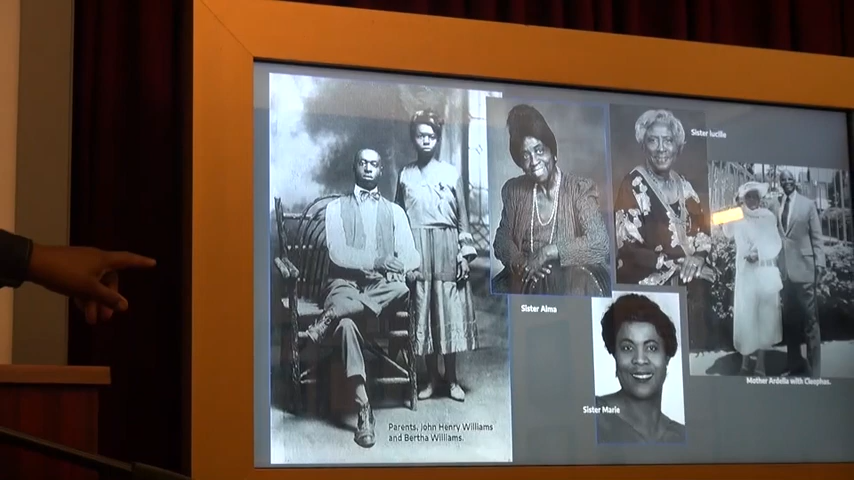 Sister lucille
Sister Alma
Mother Ardella with Cleophus.
Sister Marie
Parents, John Henry Williams
and Bertha Williams.